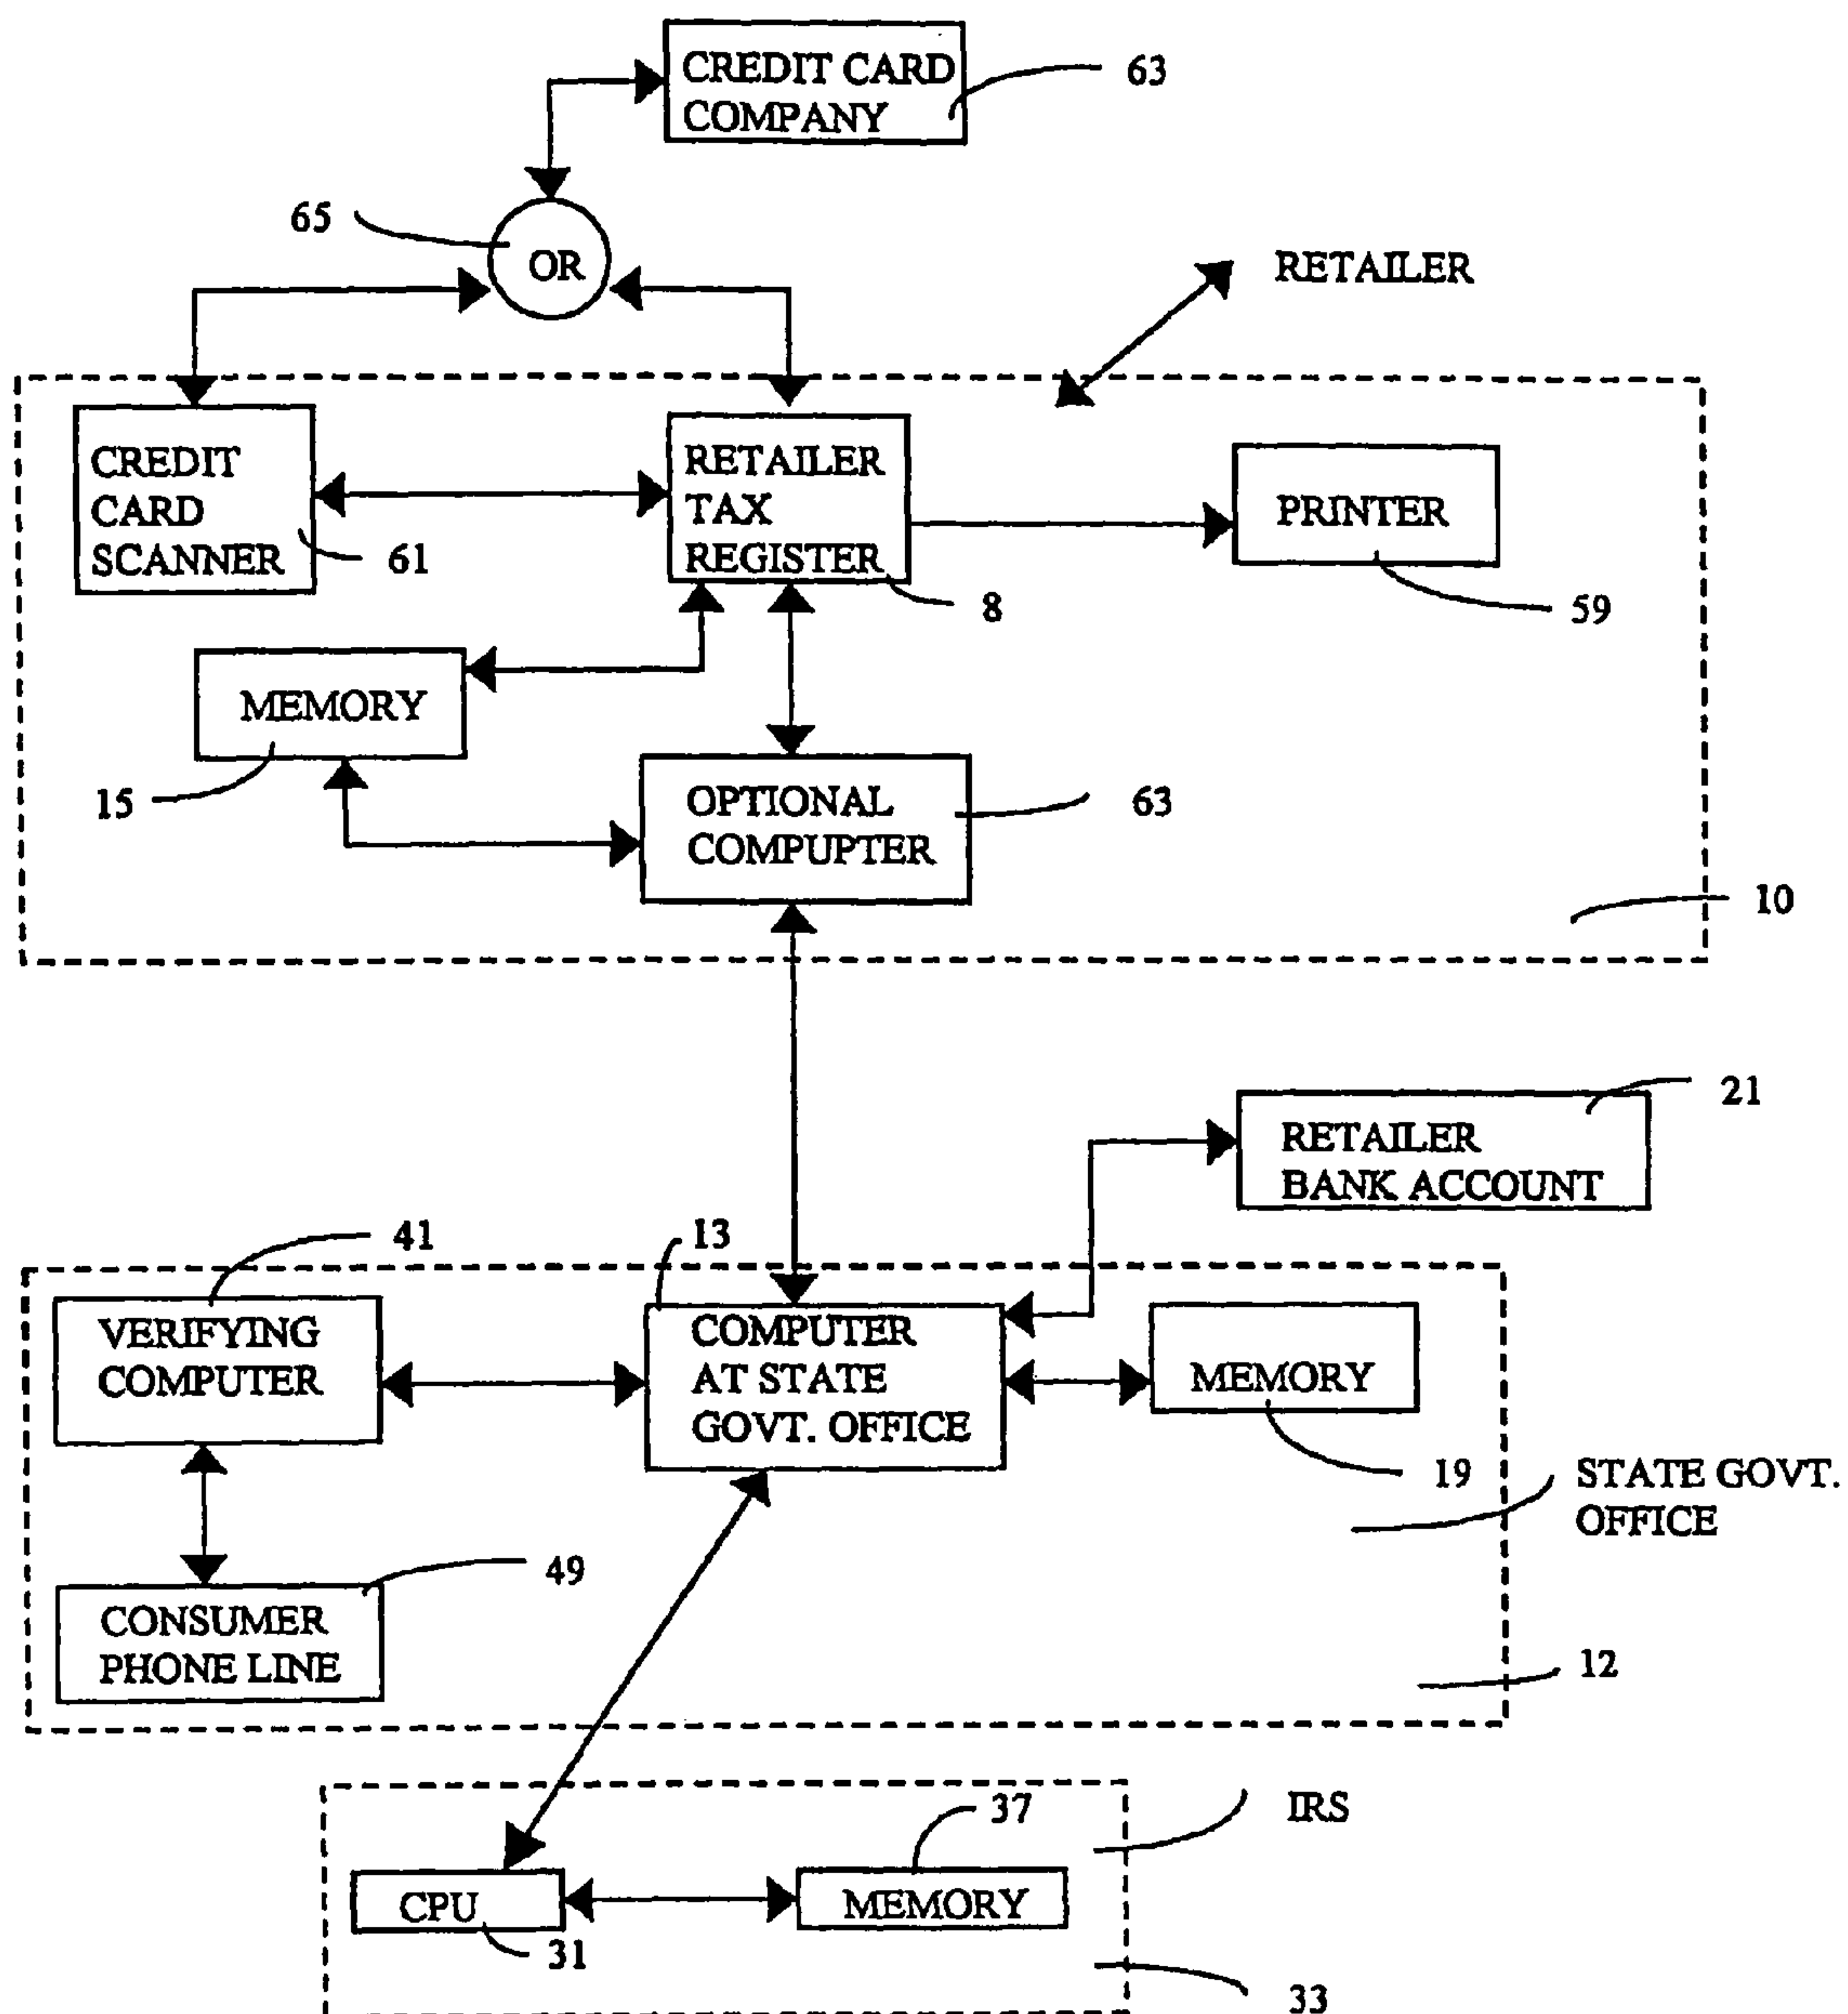 CREDIT CARD
COMPANY
63
65
OR
RETAILER
CREDIT
CARD
SCANNER
61
RETAILER
TAX
REGISTER
8
PRINTER
59
MEMORY
15
OPTIONAL
COMPUPTER
63
10
21
RETAILER
BANK ACCOUNT
41
13
VERIFYING
COMPUTER
COMPUTER
AT STATE
GOVT. OFFICE
MEMORY
19
STATE GOVT.
OFFICE
49
CONSUMER
PHONE LINE
12
IRS
37
CPU
MEMORY
31
33